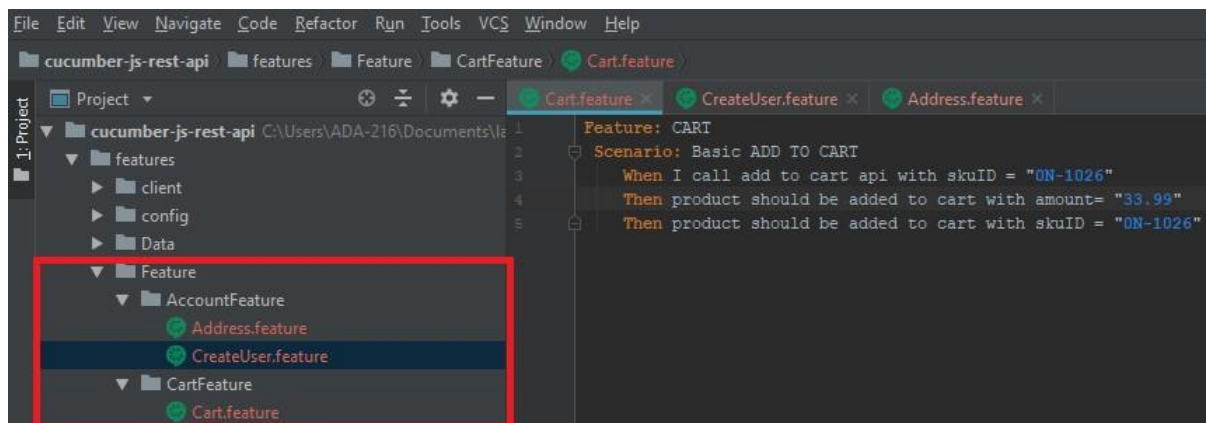 File Edit View Navigate Code Refactor Run Tools VCS Window Help
cucumber-js-rest-api features Feature CartFeature Cart.feature
1: Project
Project
Cart.feature CreateUser.feature Address.feature
cucumber-js-rest-api C:\Users\ADA-216\Documents\la
features
client
config
Data
Feature
AccountFeature
Address.feature
CreateUser.feature
CartFeature
Cart.feature
1 Feature: CART
2 Scenario: Basic ADD TO CART
3 When I call add to cart api with skuID = "ON-1026"
4 Then product should be added to cart with amount= "33.99"
5 Then product should be added to cart with skuID = "ON-1026"